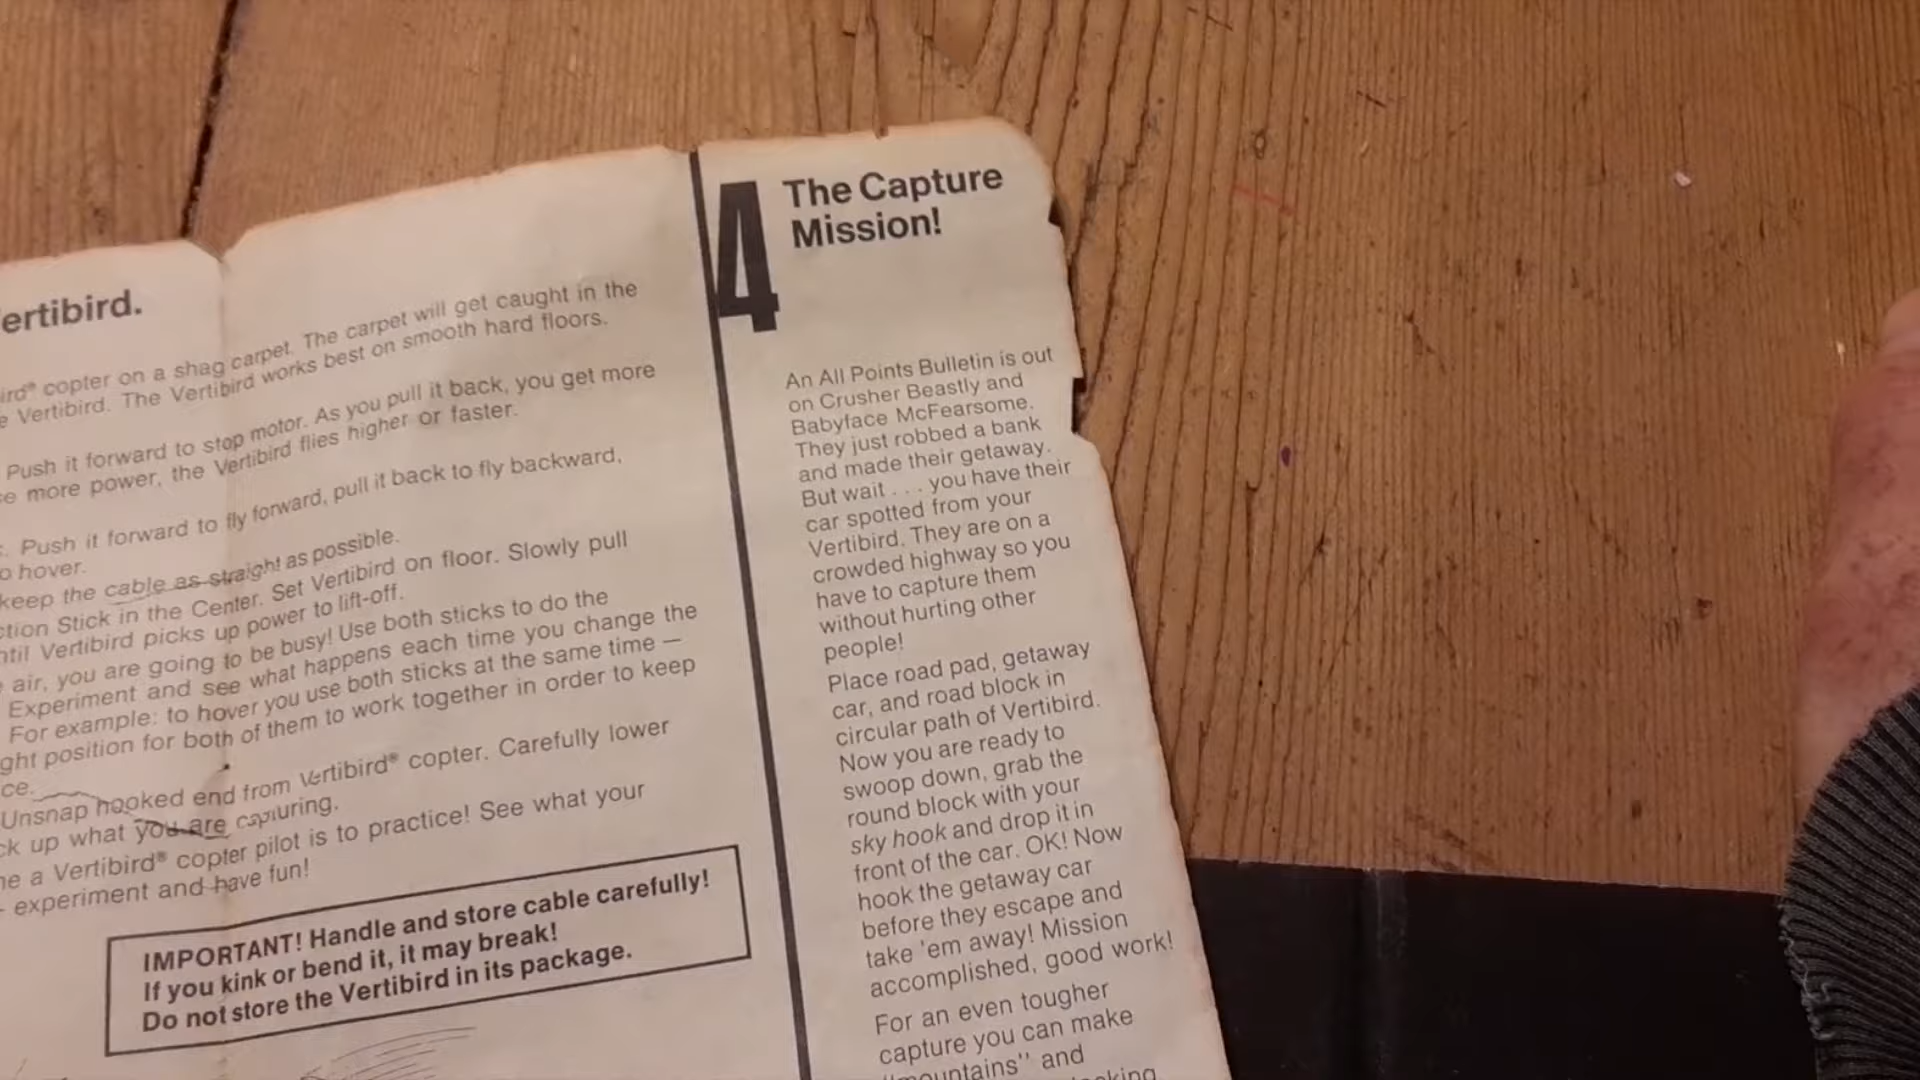 ertibird.
ird® copter on a shag carpet. The carpet will get caught in the
e Vertibird. The Vertibird works best on smooth hard floors.
Push it forward to stop motor. As you pull it back, you get more
e more power, the Vertibird flies higher or faster.
. Push it forward to fly forward, pull it back to fly backward,
o hover.
keep the cable as straight as possible.
ction Stick in the Center. Set Vertibird on floor. Slowly pull
ntil Vertibird picks up power to lift-off.
e air, you are going to be busy! Use both sticks to do the
Experiment and see what happens each time you change the
For example: to hover you use both sticks at the same time —
ght position for both of them to work together in order to keep
ce.
Unsnap hooked end from Vertibird® copter. Carefully lower
ck up what you are capturing.
ne a Vertibird® copter pilot is to practice! See what your
- experiment and have fun!
IMPORTANT! Handle and store cable carefully!
If you kink or bend it, it may break!
Do not store the Vertibird in its package.
4
The Capture
Mission!
An All Points Bulletin is out
on Crusher Beastly and
Babyface McFearsome.
They just robbed a bank
and made their getaway.
But wait . . . you have their
car spotted from your
Vertibird. They are on a
crowded highway so you
have to capture them
without hurting other
people!
Place road pad, getaway
car, and road block in
circular path of Vertibird.
Now you are ready to
swoop down, grab the
round block with your
sky hook and drop it in
front of the car. OK! Now
hook the getaway car
before they escape and
take 'em away! Mission
accomplished, good work!
For an even tougher
capture you can make
"mountains" and